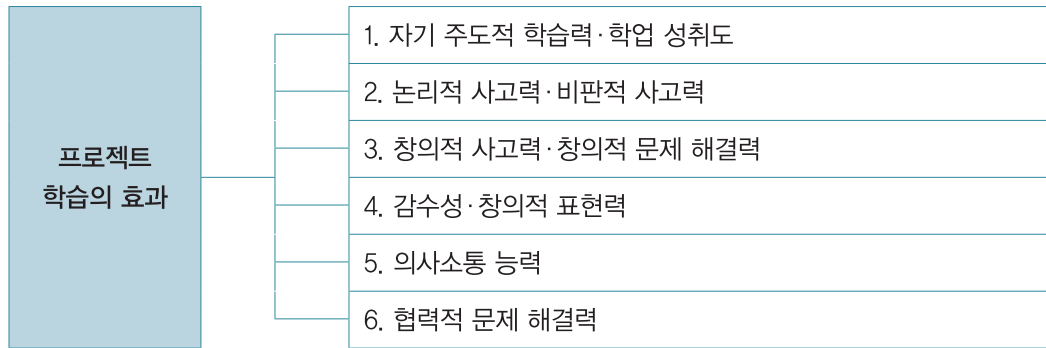 프로젝트
학습의 효과
1. 자기 주도적 학습력·학업 성취도
2. 논리적 사고력·비판적 사고력
3. 창의적 사고력·창의적 문제 해결력
4. 감수성·창의적 표현력
5. 의사소통 능력
6. 협력적 문제 해결력